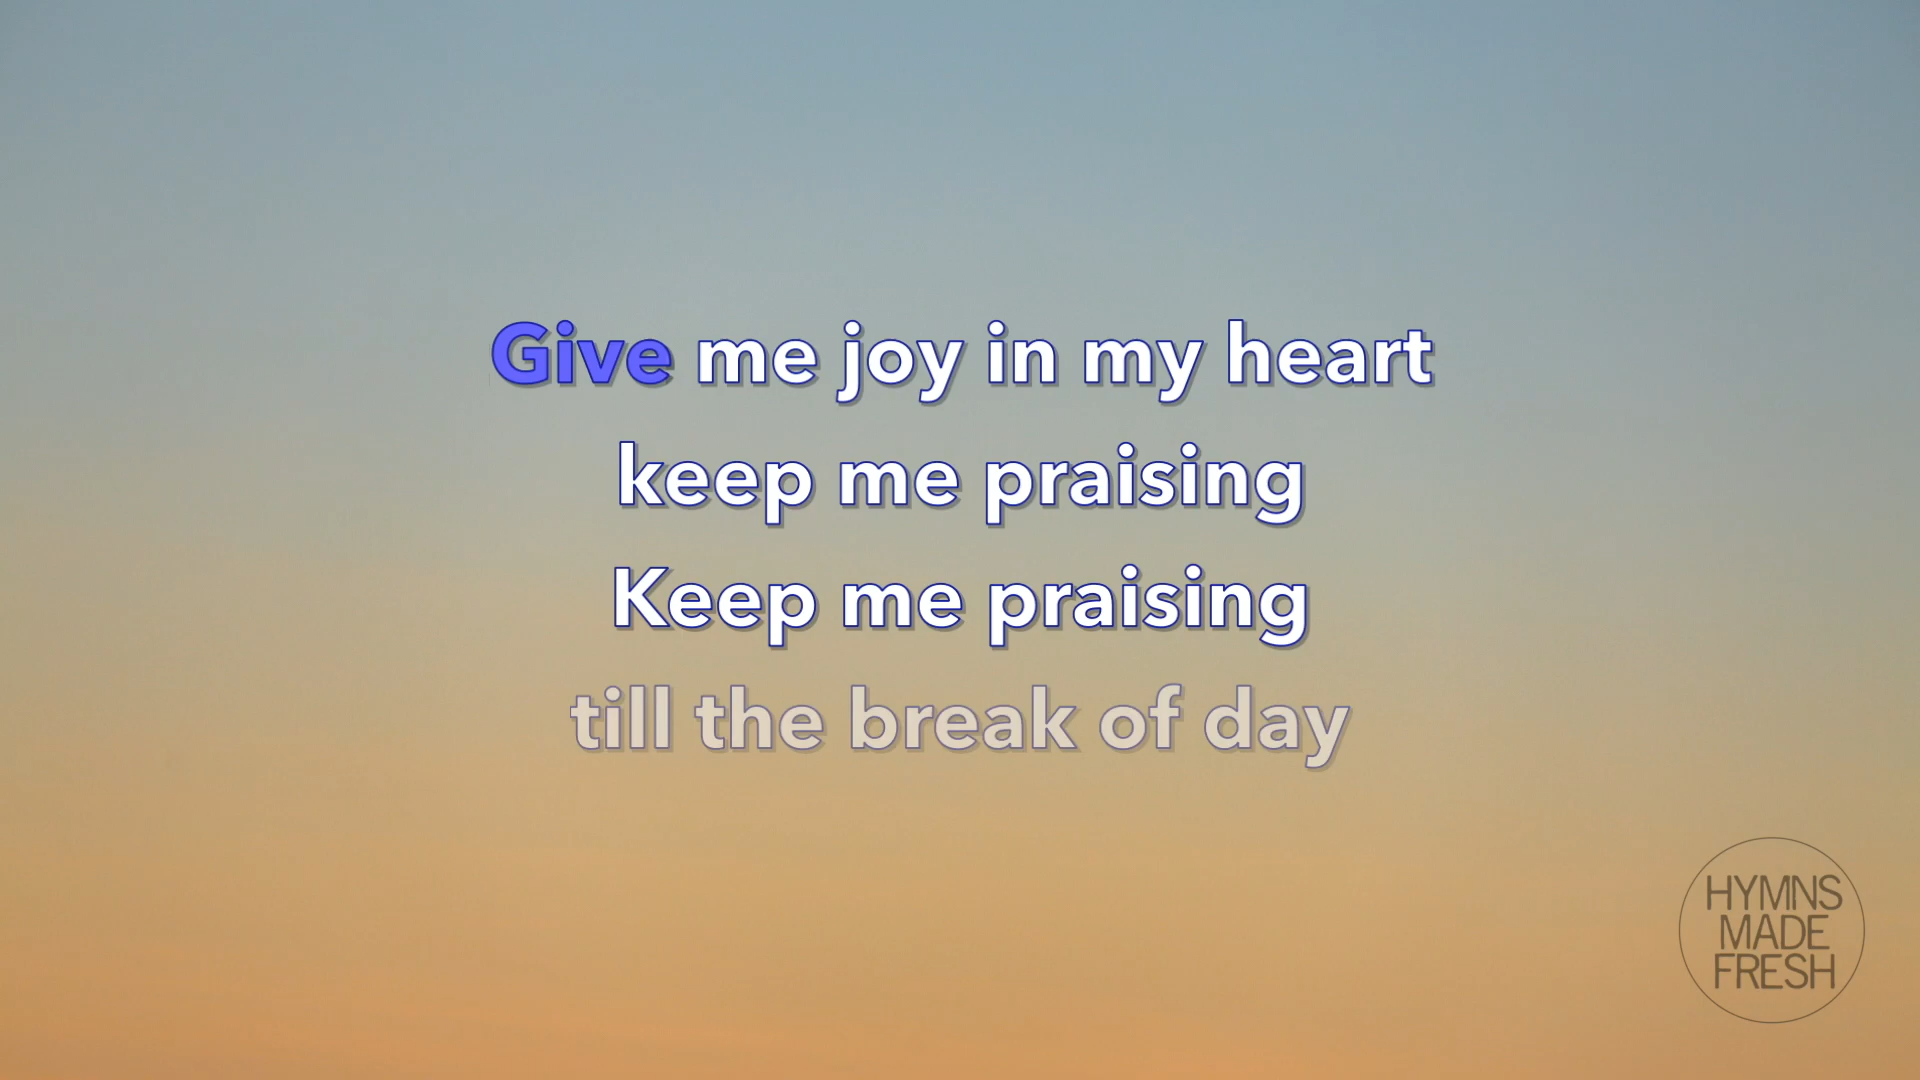 Give me joy in my heart
keep me praising
Keep me praising
till the break of day
HYMNS
MADE
FRESH